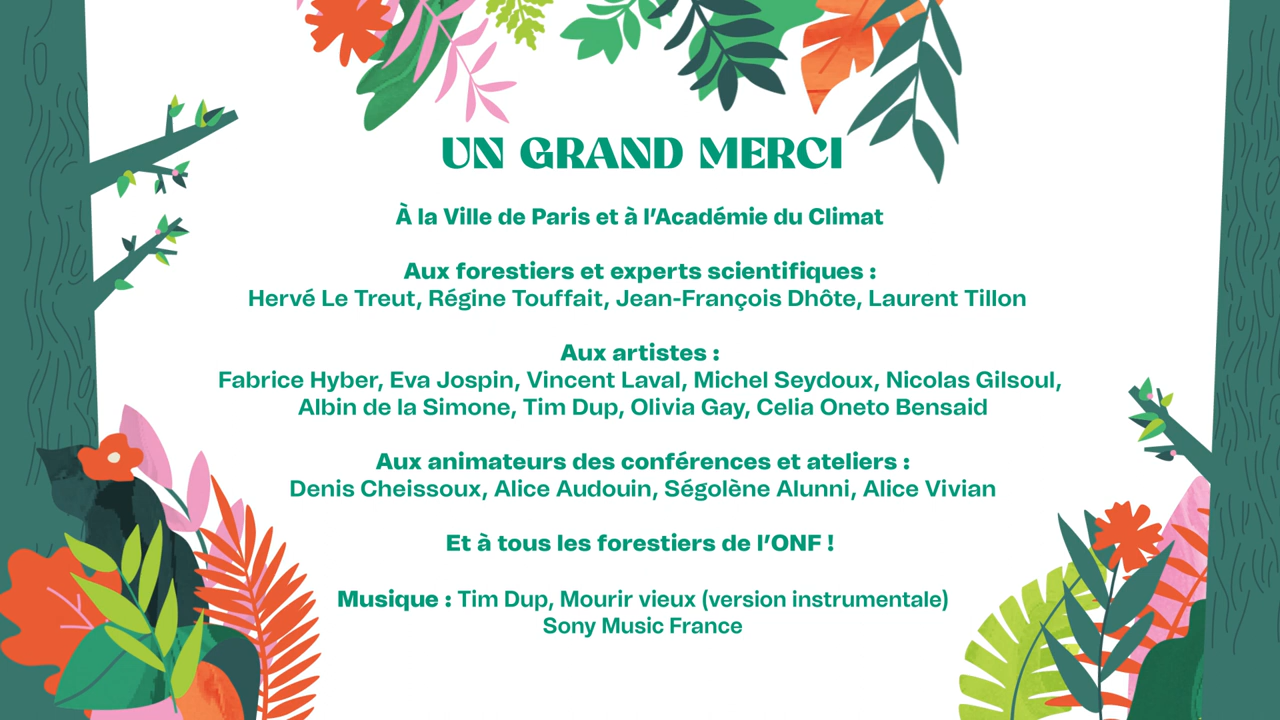 UN GRAND MERCI
À la Ville de Paris et à l'Académie du Climat
Aux forestiers et experts scientifiques :
Hervé Le Treut, Régine Touffait, Jean-François Dhôte, Laurent Tillon
Aux artistes :
Fabrice Hyber, Eva Jospin, Vincent Laval, Michel Seydoux, Nicolas Gilsoul,
Albin de la Simone, Tim Dup, Olivia Gay, Celia Oneto Bensaid
Aux animateurs des conférences et ateliers :
Denis Cheissoux, Alice Audouin, Ségolène Alunni, Alice Vivian
Et à tous les forestiers de l'ONF !
Musique : Tim Dup, Mourir vieux (version instrumentale)
Sony Music France